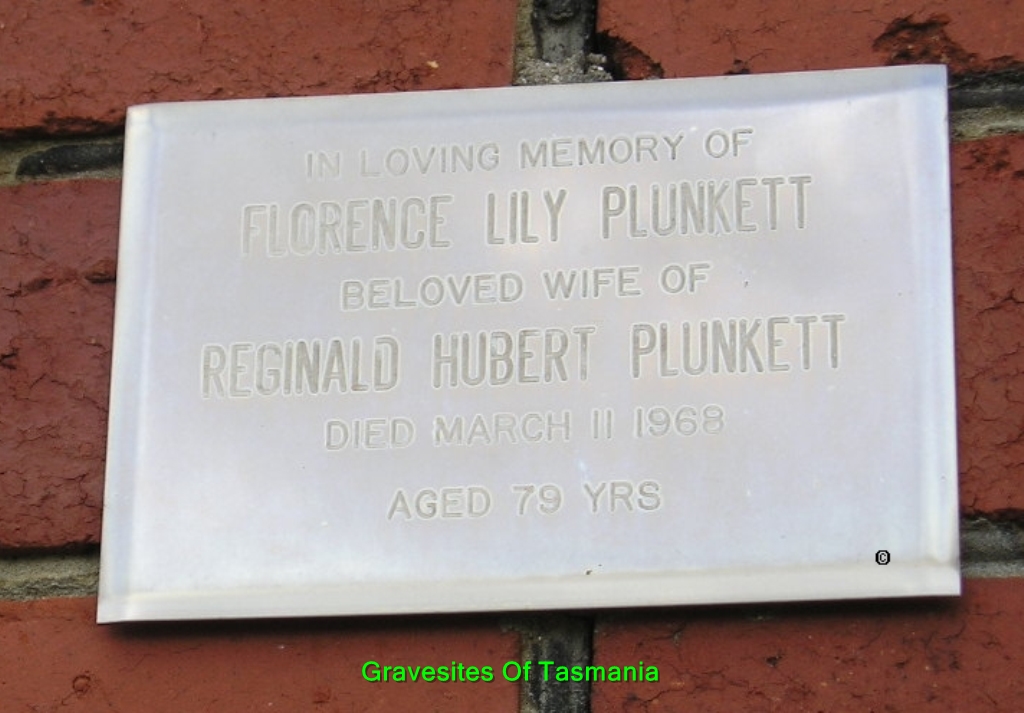 IN LOVING MEMORY OF
FLORENCE LILY PLUNKETT
BELOVED WIFE OF
REGINALD HUBERT PLUNKETT
DIED MARCH 11 1968
AGED 79 YRS
©
Gravesites Of Tasmania